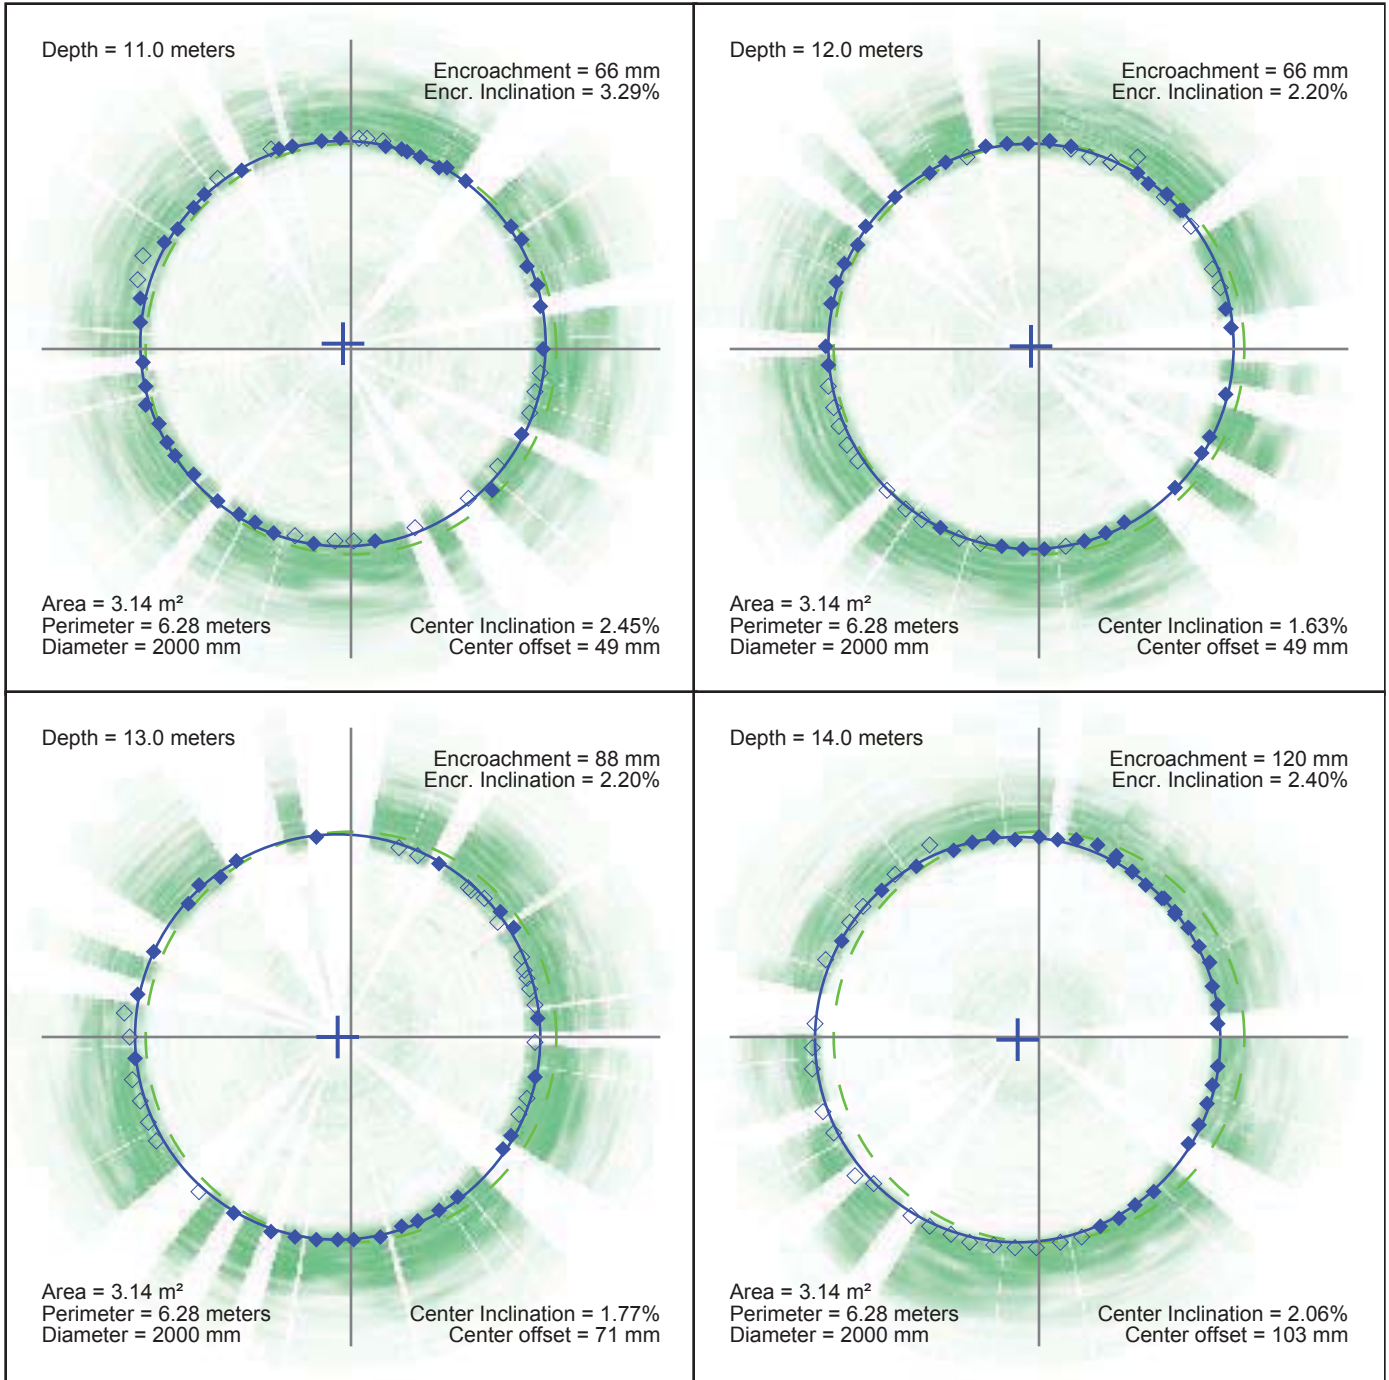 Depth = 11.0 meters
Encroachment = 66 mm
Encr. Inclination = 3.29%
Area = 3.14 m²
Perimeter = 6.28 meters
Diameter = 2000 mm
Center Inclination = 2.45%
Center offset = 49 mm
Depth = 12.0 meters
Encroachment = 66 mm
Encr. Inclination = 2.20%
Area = 3.14 m²
Perimeter = 6.28 meters
Diameter = 2000 mm
Center Inclination = 1.63%
Center offset = 49 mm
Depth = 13.0 meters
Encroachment = 88 mm
Encr. Inclination = 2.20%
Area = 3.14 m²
Perimeter = 6.28 meters
Diameter = 2000 mm
Center Inclination = 1.77%
Center offset = 71 mm
Depth = 14.0 meters
Encroachment = 120 mm
Encr. Inclination = 2.40%
Area = 3.14 m²
Perimeter = 6.28 meters
Diameter = 2000 mm
Center Inclination = 2.06%
Center offset = 103 mm